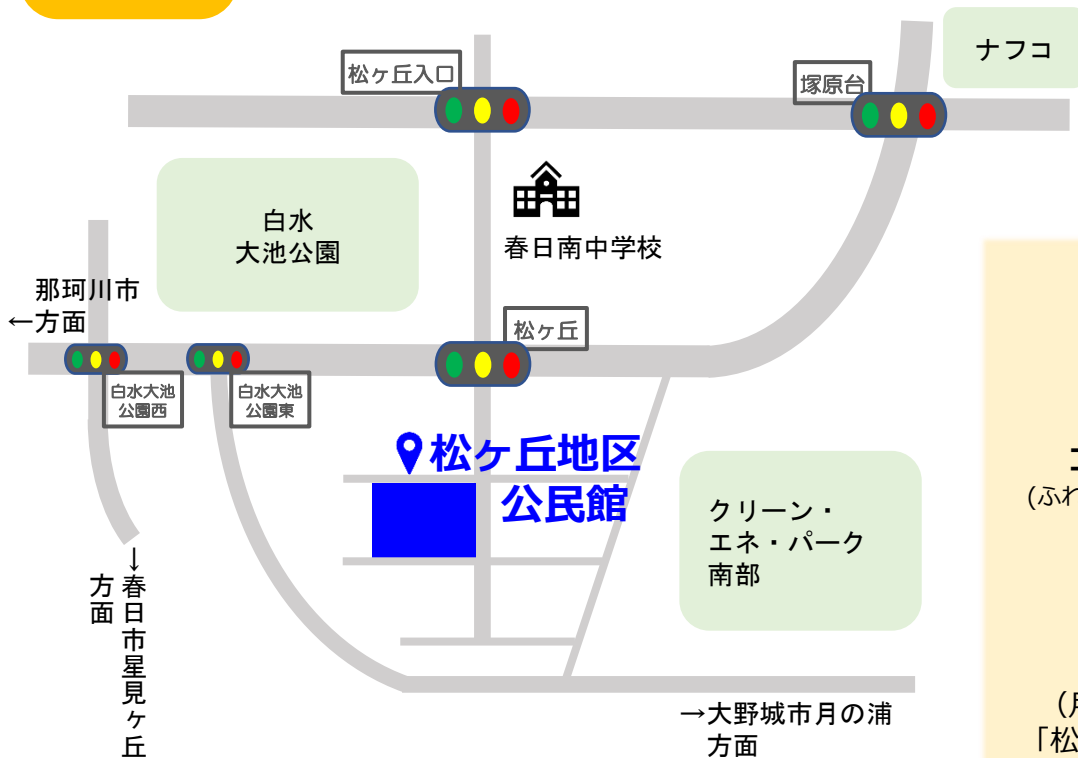 ナフコ
松ヶ丘入口
塚原台
白水
大池公園
春日南中学校
那珂川市
←方面
松ヶ丘
白水大池
公園西
白水大池
公園東
松ヶ丘地区
公民館
クリーン・
エネ・パーク
南部
(ふれ
→春日市星見ヶ丘
方面
→大野城市月の浦
方面
「松